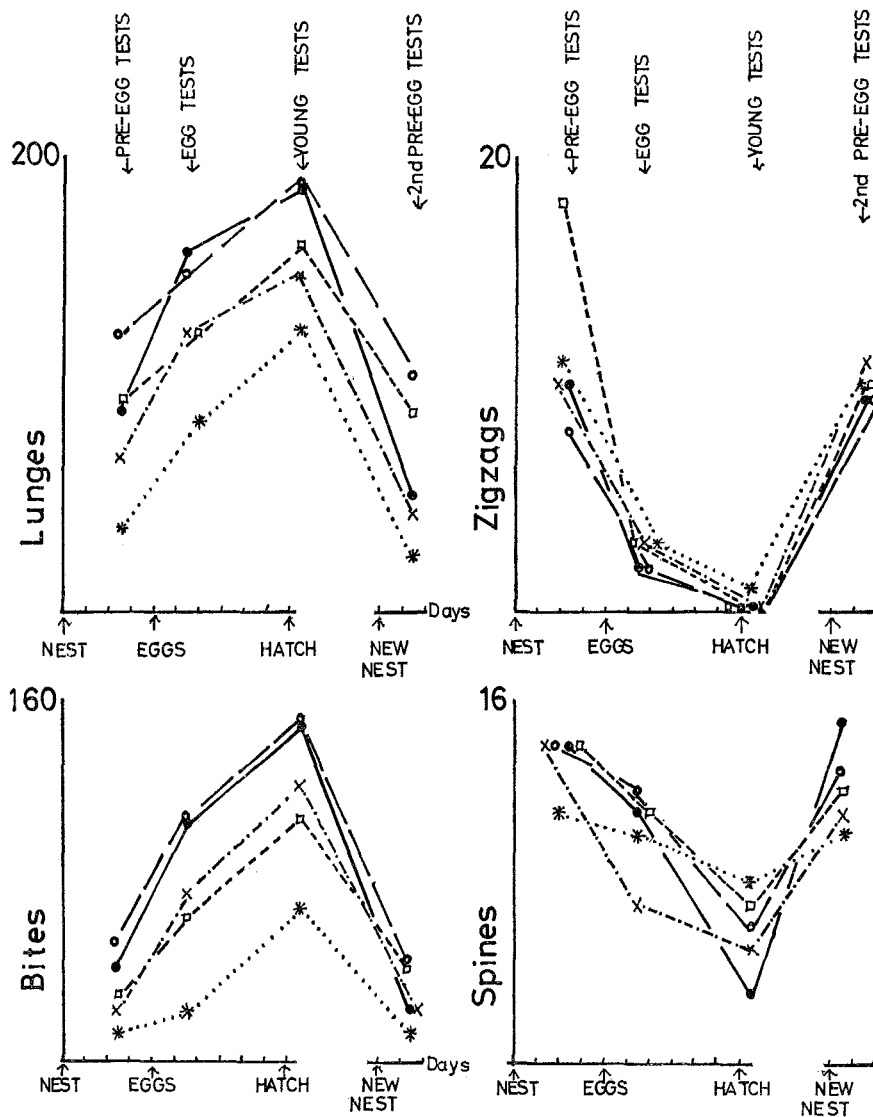 ←PRE-EGG TESTS
←EGG TESTS
←YOUNG TESTS
←2nd PRE-EGG TESTS
200
Lunges
Days
↑NEST
↑EGGS
↑HATCH
↑NEW NEST
←PRE-EGG TESTS
←EGG TESTS
←YOUNG TESTS
←2nd PRE EGG TESTS
20
Zigzags
↑NEST
↑EGGS
↑HATCH
↑NEW NEST
160
Bites
Days
↑NEST
↑EGGS
↑HATCH
↑NEW NEST
16
Spines
↑NEST
↑EGGS
↑HATCH
↑NEW NEST